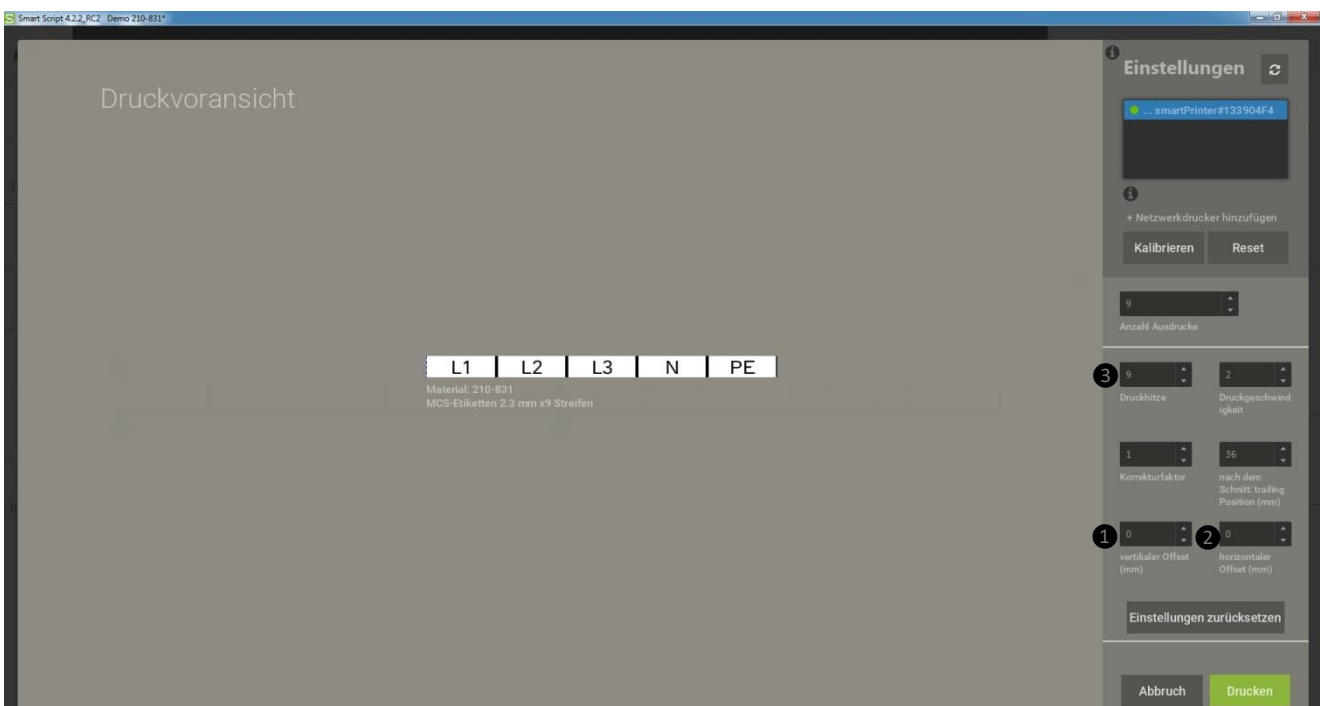 Smart Script 4.2.2_RC2 Demo 210-831*
Druckvoransicht
L1 L2 L3 N PE
Material: 210-831
MCS-Etiketten 2.3 mm x9 Streifen
Einstellungen
... smartPrinter#133904F4
+ Netzwerkdrucker hinzufügen
Kalibrieren Reset
9
Anzahl Ausdrucke
3 9 2
Druckhitze Druckgeschwind
igkeit
1 36
Korrekturfaktor nach dem
Schnitt: trailing
Position (mm)
1 0 2 0
vertikaler Offset horizontaler
(mm) Offset (mm)
Einstellungen zurücksetzen
Abbruch Drucken